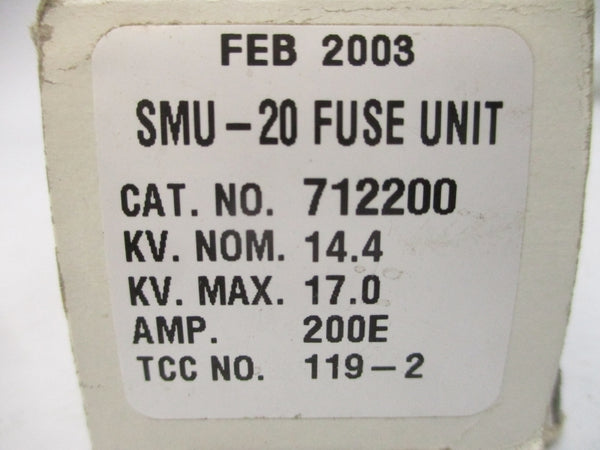 FEB 2003
SMU-20 FUSE UNIT
CAT. NO. 712200
KV. NOM. 14.4
KV. MAX. 17.0
AMP. 200E
TCC NO. 119-2